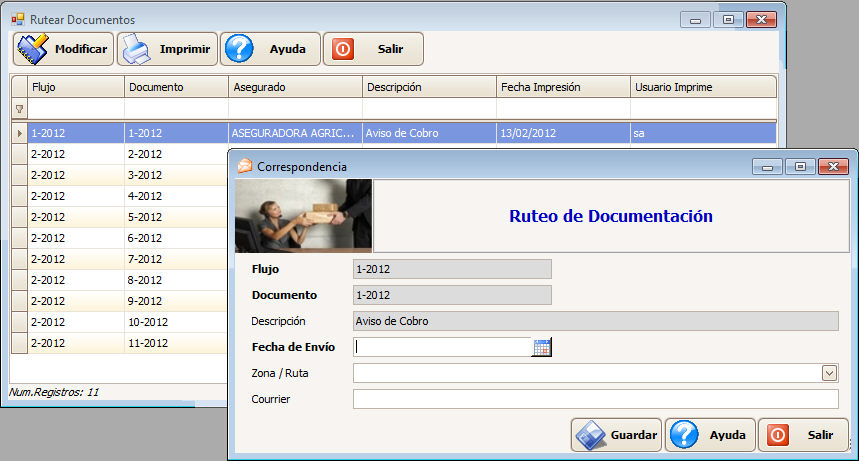 Rutear Documentos
Modificar Imprimir Ayuda Salir
Flujo Documento Asegurado Descripción Fecha Impresión Usuario Imprime
1-2012 1-2012 ASEGURADORA AGRIC... Aviso de Cobro 13/02/2012 sa
2-2012 2-2012
2-2012 3-2012
2-2012 4-2012
2-2012 5-2012
2-2012 6-2012
2-2012 7-2012
2-2012 8-2012
2-2012 9-2012
2-2012 10-2012
2-2012 11-2012
Num.Registros: 11
Correspondencia
Ruteo de Documentación
Flujo 1-2012
Documento 1-2012
Descripción Aviso de Cobro
Fecha de Envío
Zona / Ruta
Courrier
Guardar Ayuda Salir